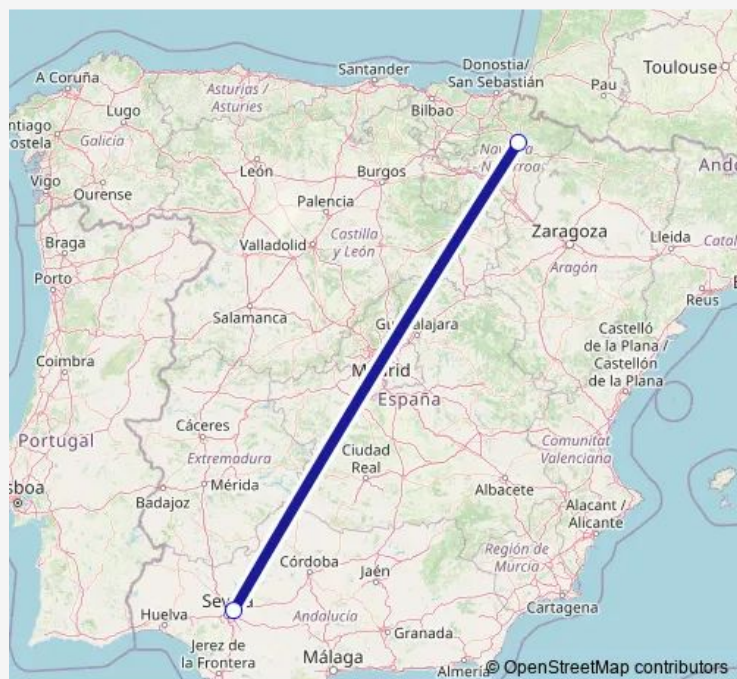 Donostia/
San Sebastián
Toulouse
Santander
A Coruña
Asturias /
Asturies
Pau
Lugo
Bilbao
Galicia
ntiago
ostela
León
Burgos
Vigo
Ourense
Palencia
Castilla
y León
Braga
Valladolid
Zaragoza
Lleida
Aragón
Porto
Reus
Salamanca
Castelló
de la Plana /
Castellón
de la Plana
Coimbra
España
Cáceres
Portugal
Extremadura
Ciudad
Real
Comunitat
Valenciana
Mérida
Albacete
Badajoz
Alacant /
Alicante
Región de
Murcia
Córdoba
Jaén
Huelva
Andalucía
Cartagena
Granada
Jerez de
la Frontera
Málaga
Almería
© OpenStreetMap contributors